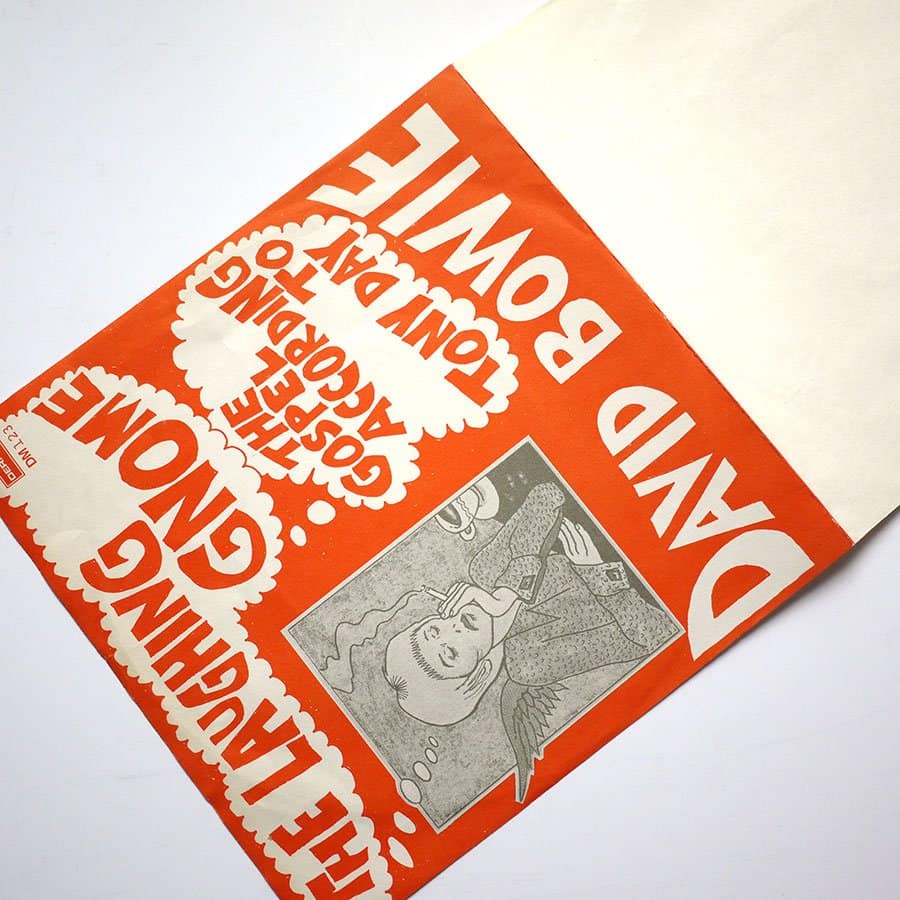 DAVID BOWIE
THE
GOSPEL
ACCORDING
TO
TONY DAY
THE LAUGHING
GNOME
DM 123